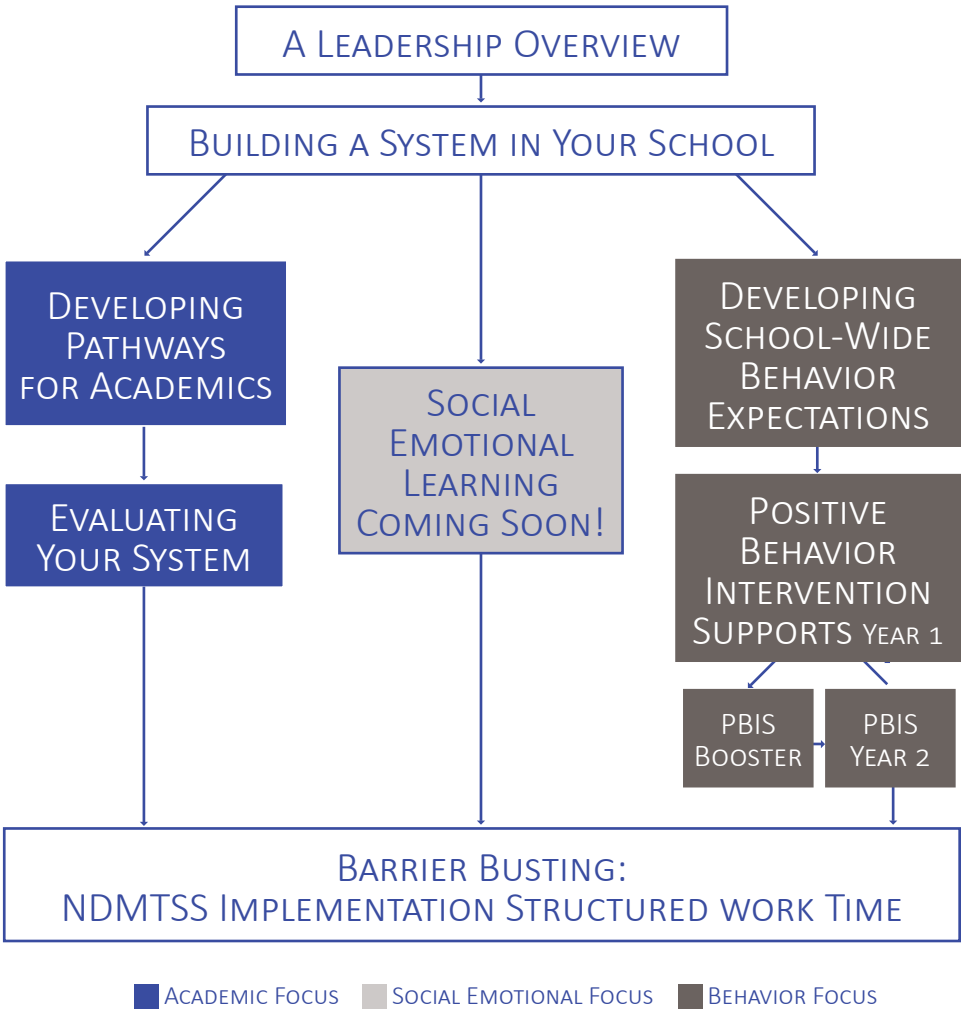 A Leadership Overview
Building a System in Your School
Developing
Pathways
for Academics
Evaluating
Your System
Social
Emotional
Learning
Coming Soon!
Developing
School-Wide
Behavior
Expectations
Positive
Behavior
Intervention
Supports Year 1
PBIS
Booster
PBIS
Year 2
Barrier Busting:
NDMTSS Implementation Structured work Time
Academic Focus
Social Emotional Focus
Behavior Focus